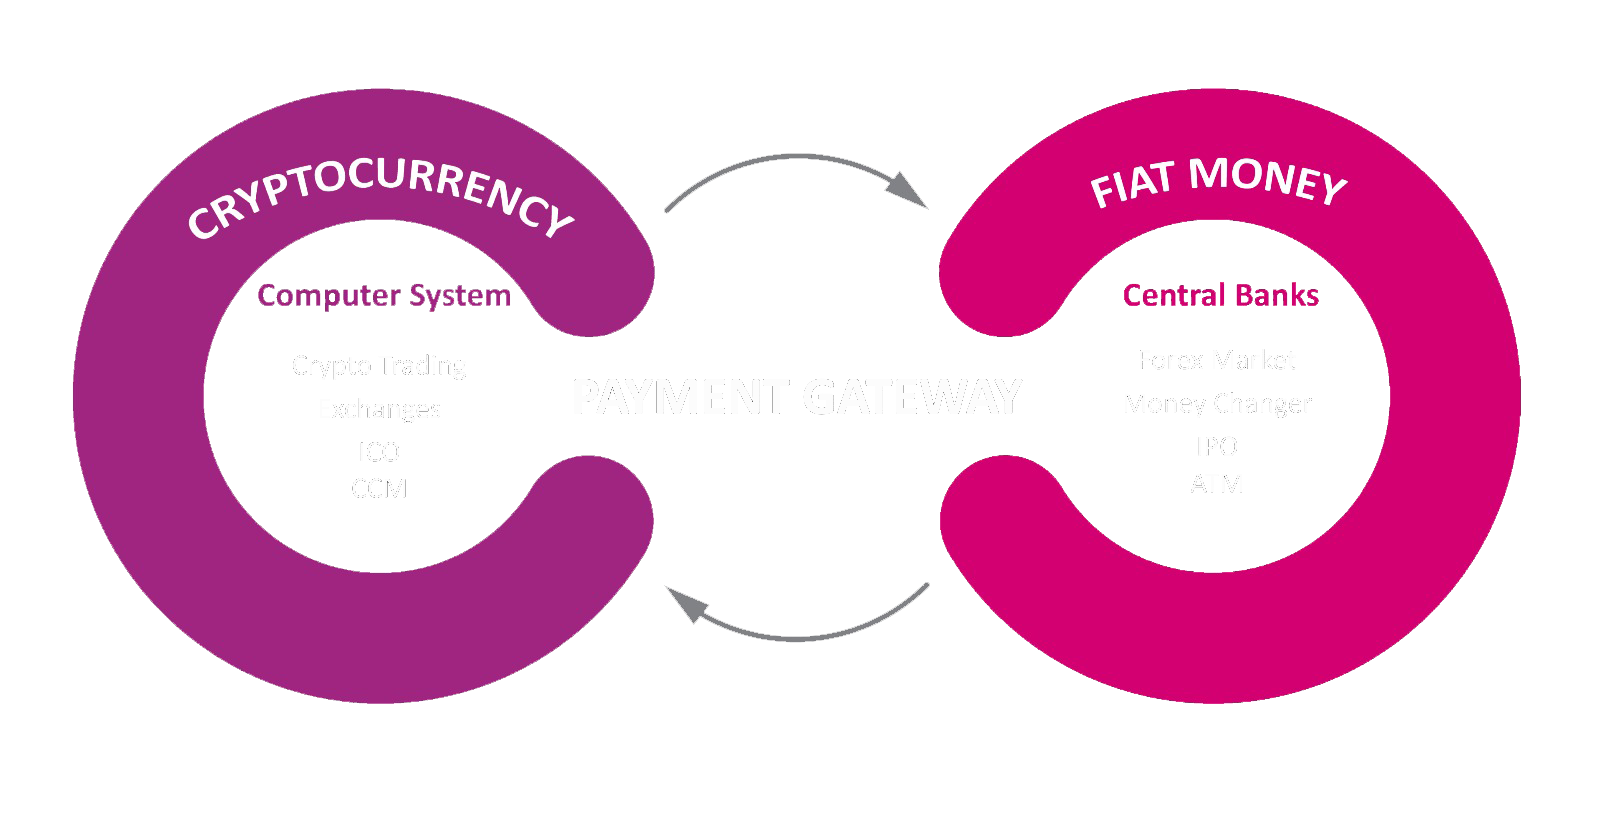 CRYPTOCURRENCY
Computer System
Crypto Trading
Exchanges
ICO
CCM
PAYMENT GATEWAY
FIAT MONEY
Central Banks
Forex Market
Money Changer
IPO
ATM